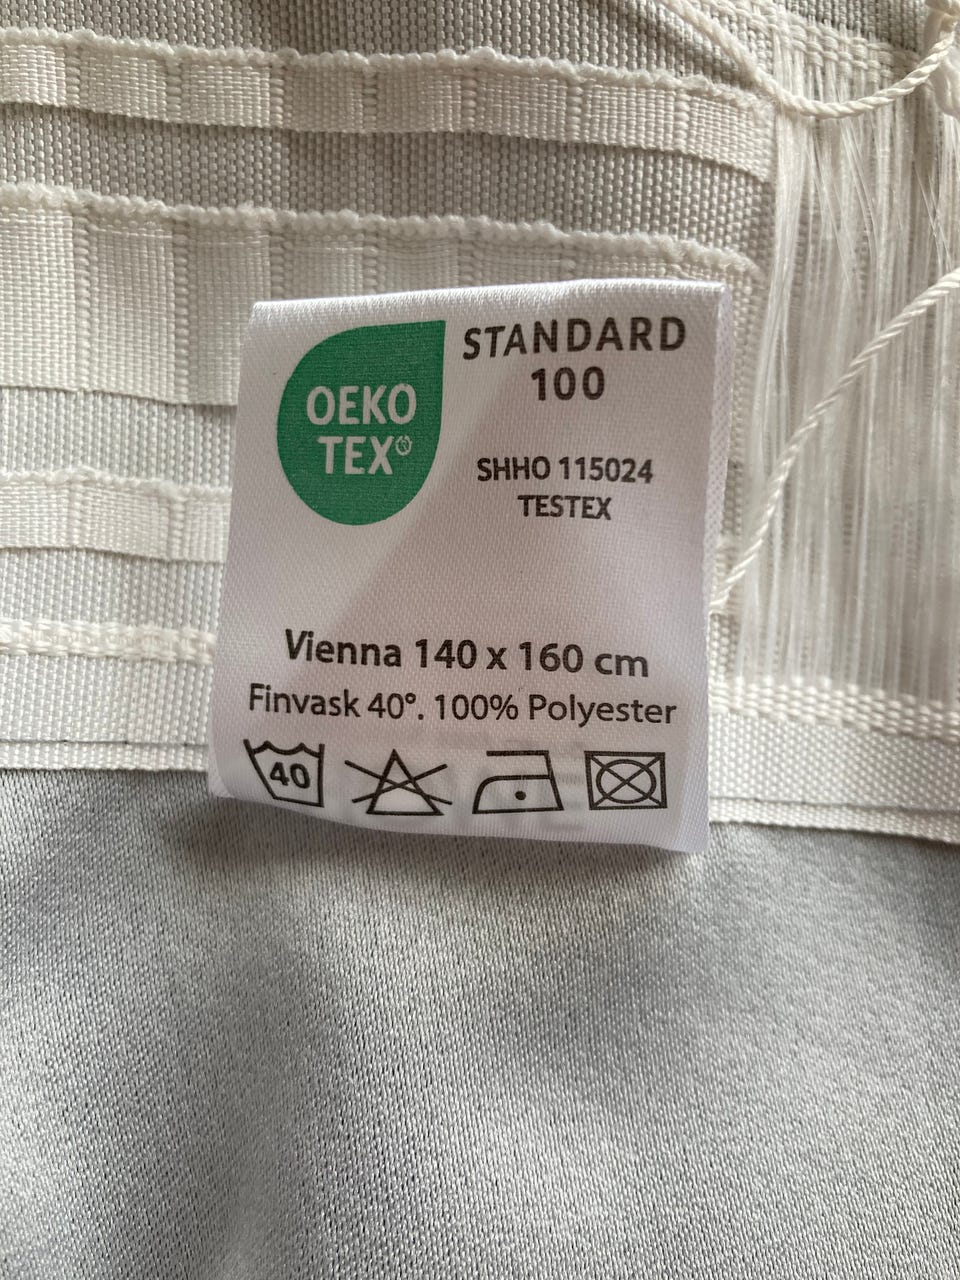 OEKO
TEX®
STANDARD
100
SHHO 115024
TESTEX
Vienna 140 x 160 cm
Finvask 40°. 100% Polyester
40